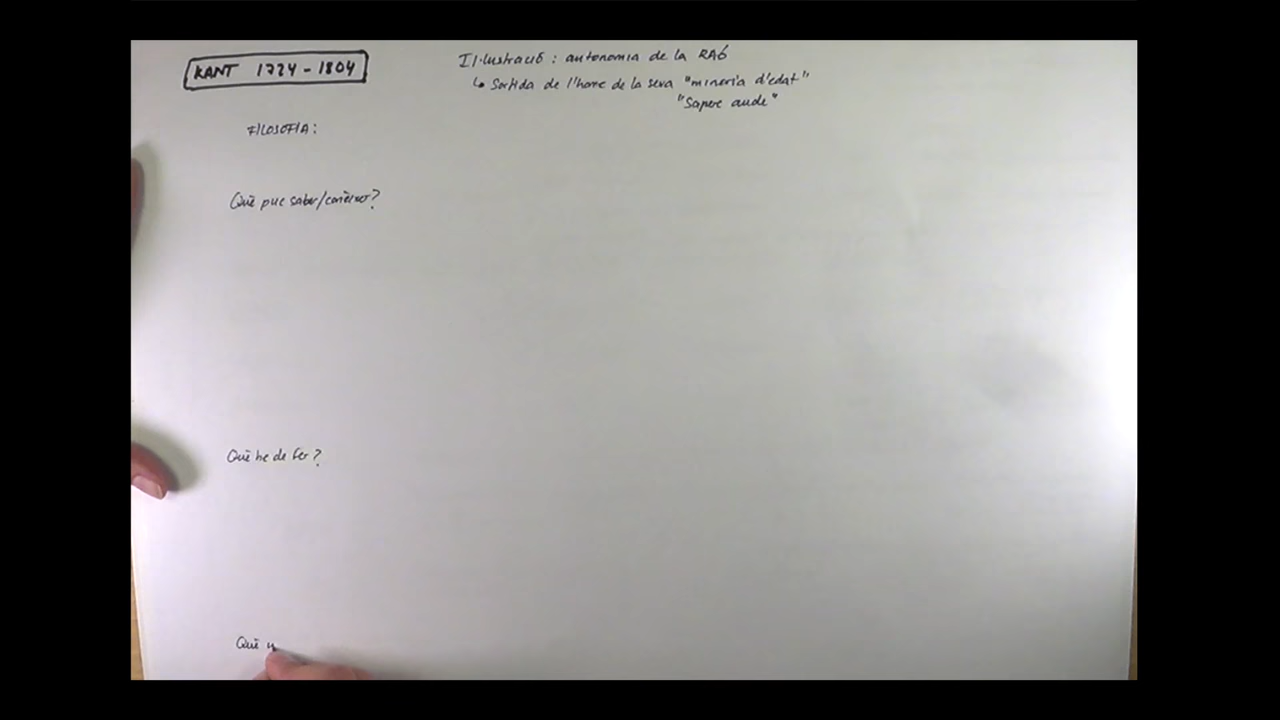 KANT 1724-1804
Il·lustració: autonomia de la RAÓ
↳ Sortida de l'home de la seva "minoria d'edat"
"Sapere aude"
FILOSOFIA:
Què puc saber/conèixer?
Què he de fer?
Què